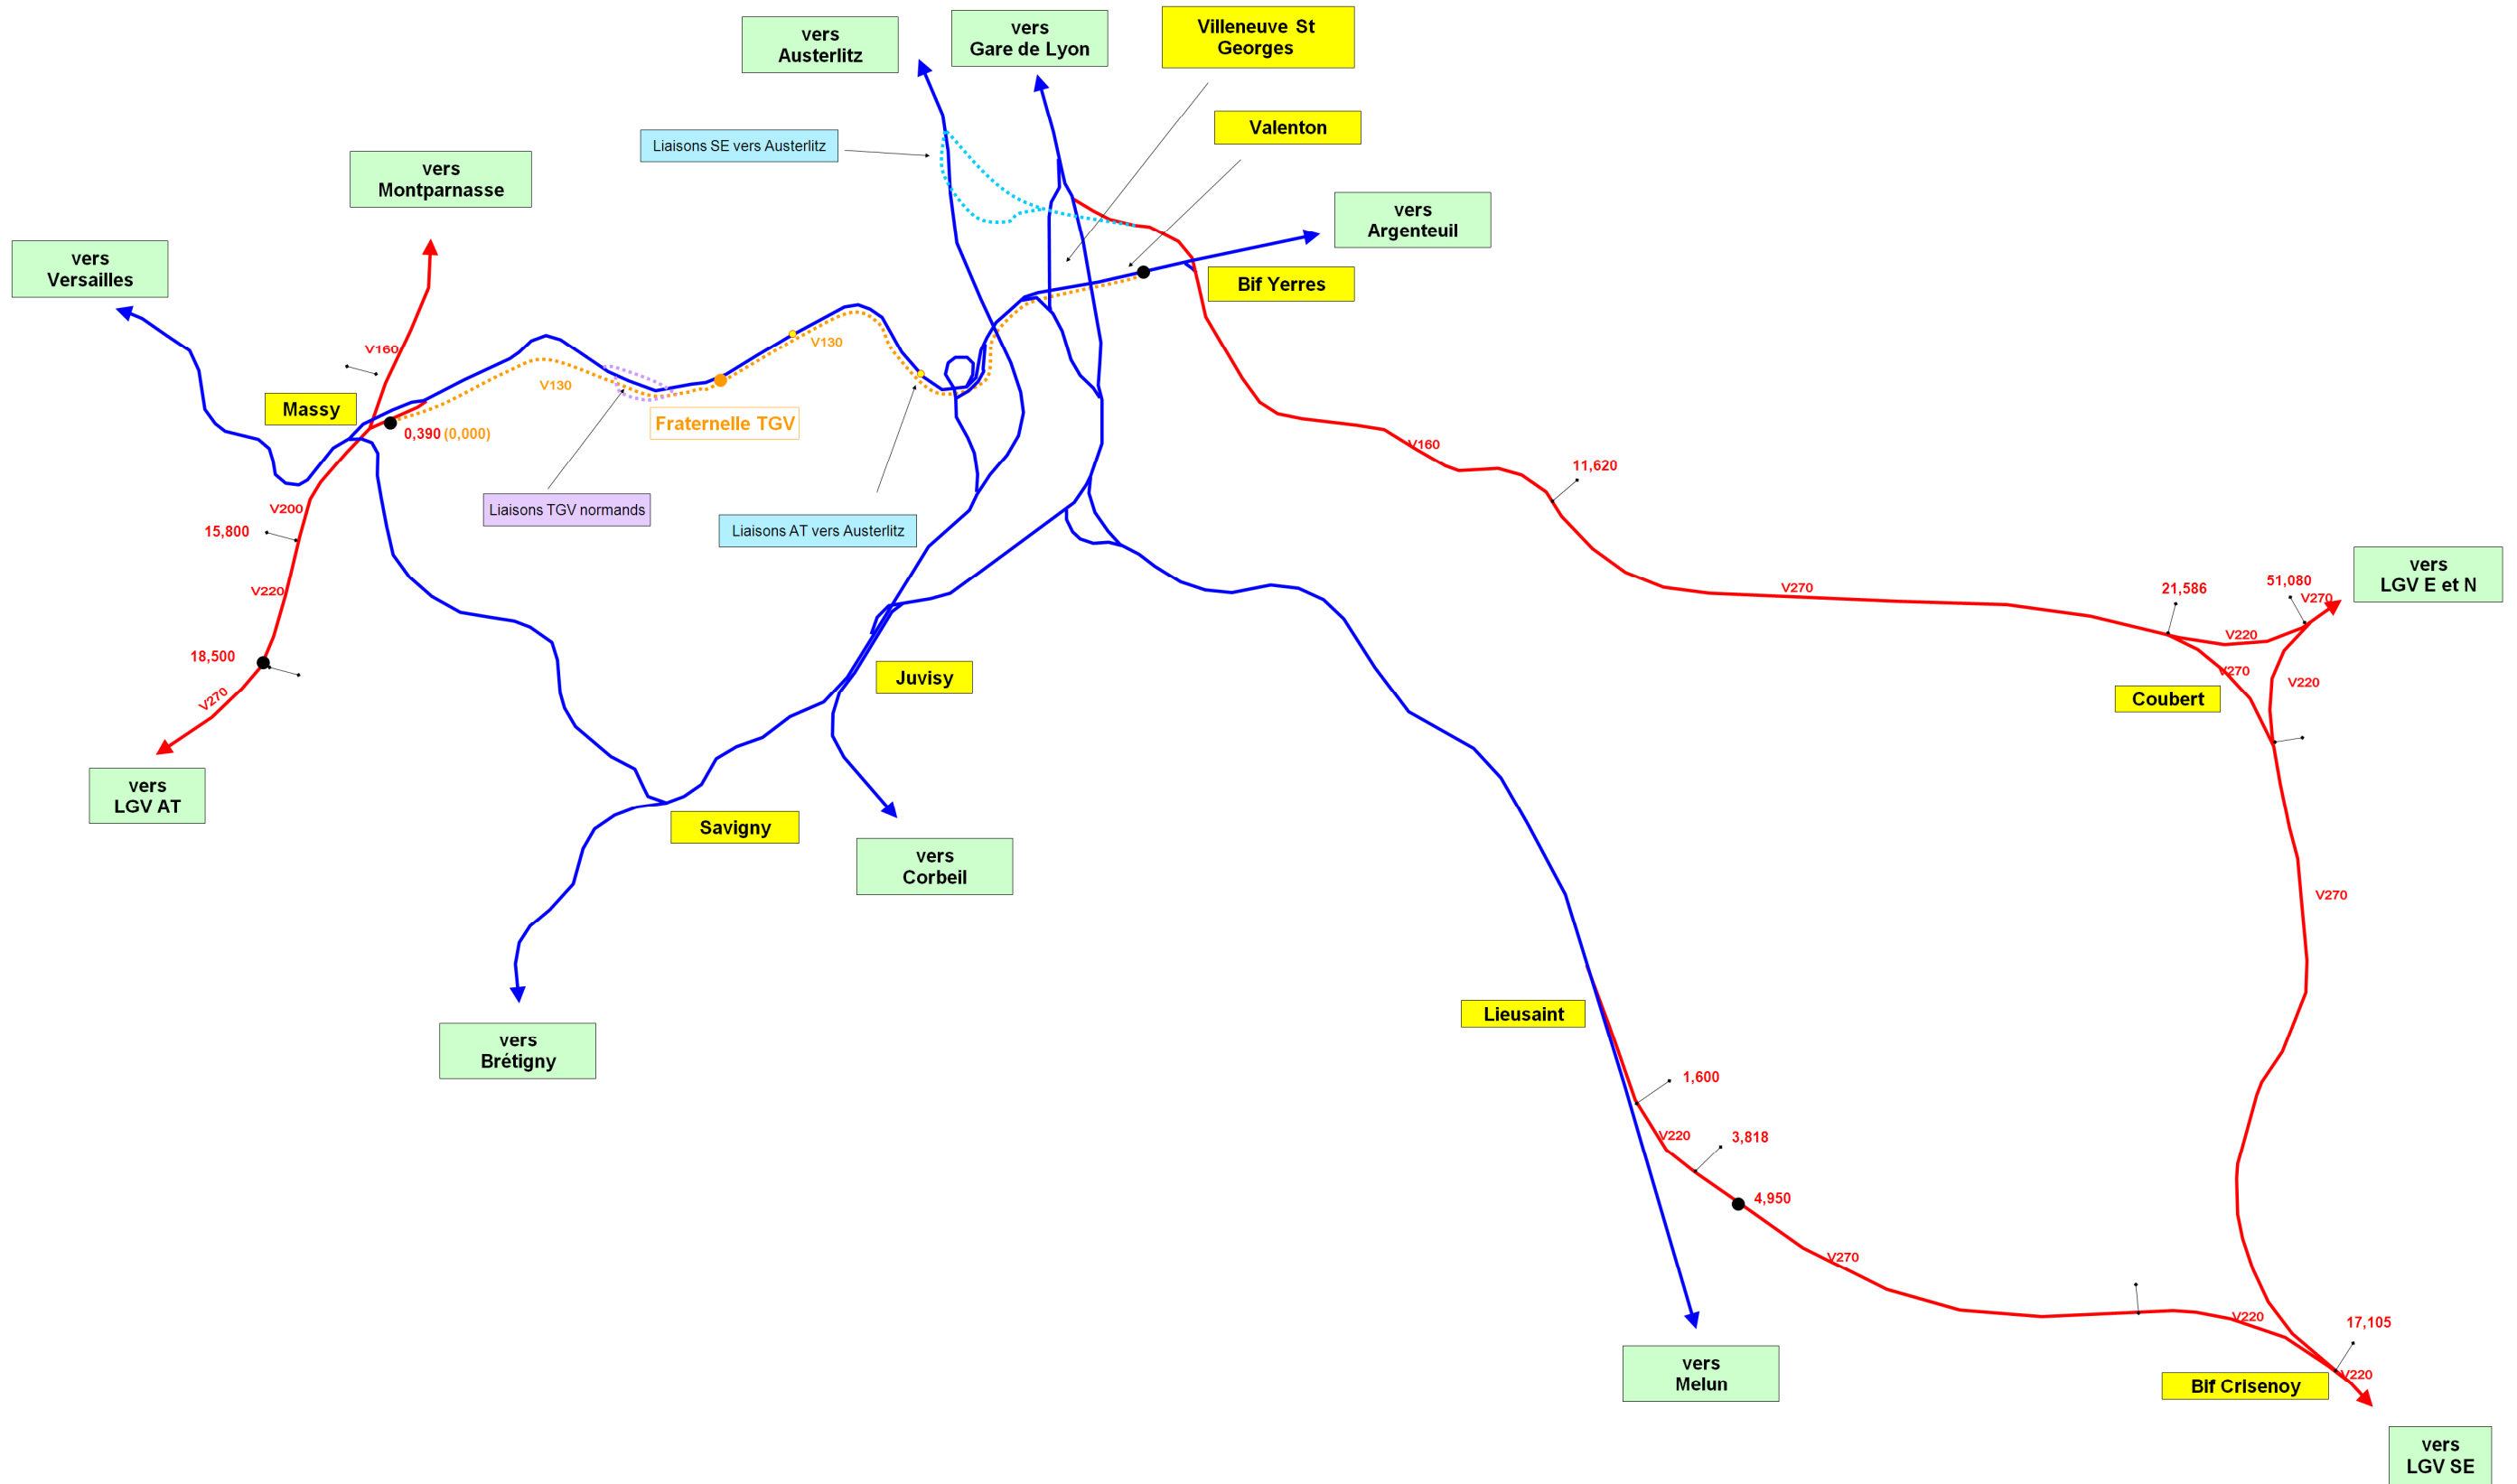 vers
Austerlitz
vers
Gare de Lyon
Villeneuve St
Georges
Valenton
Liaisons SE vers Austerlitz
vers
Montparnasse
vers
Argenteuil
vers
Versailles
Bif Yerres
V160
V130
V130
Massy
Fraternelle TGV
0,390 (0,000)
V160
11,620
Liaisons TGV normands
V200
15,800
Liaisons AT vers Austerlitz
vers
LGV E et N
51,080
21,586
V270
V220
V270
V270
V220
18,500
V220
V270
V270
Juvisy
Coubert
vers
LGV AT
Savigny
vers
Corbeil
V270
Lieusaint
vers
Brétigny
1,600
V220
3,818
4,950
V270
V220
17,105
V220
Bif Crisenoy
vers
Melun
vers
LGV SE